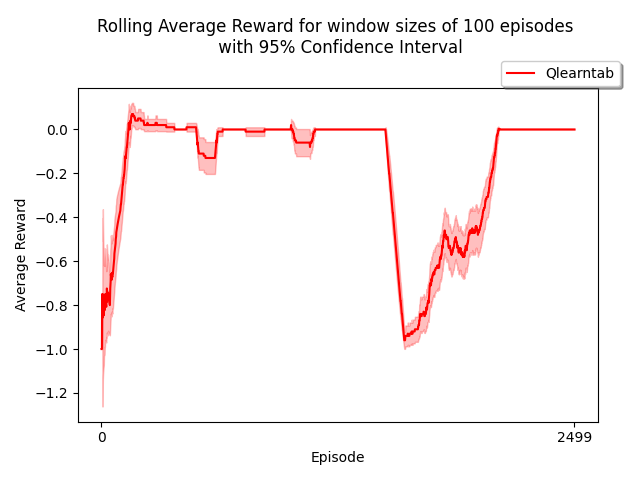 Rolling Average Reward for window sizes of 100 episodes
with 95% Confidence Interval
Qlearntab
0.0
−0.2
−0.4
−0.6
−0.8
−1.0
−1.2
Average Reward
0
2499
Episode